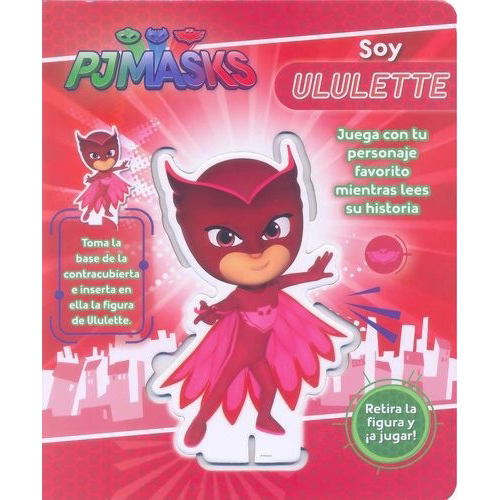 PJMASKS
Soy
ULULETTE
Juega con tu
personaje
favorito
mientras lees
su historia
Toma la
base de la
contracubierta
e inserta en
ella la figura
de Ululette.
Retira la
figura y
¡a jugar!